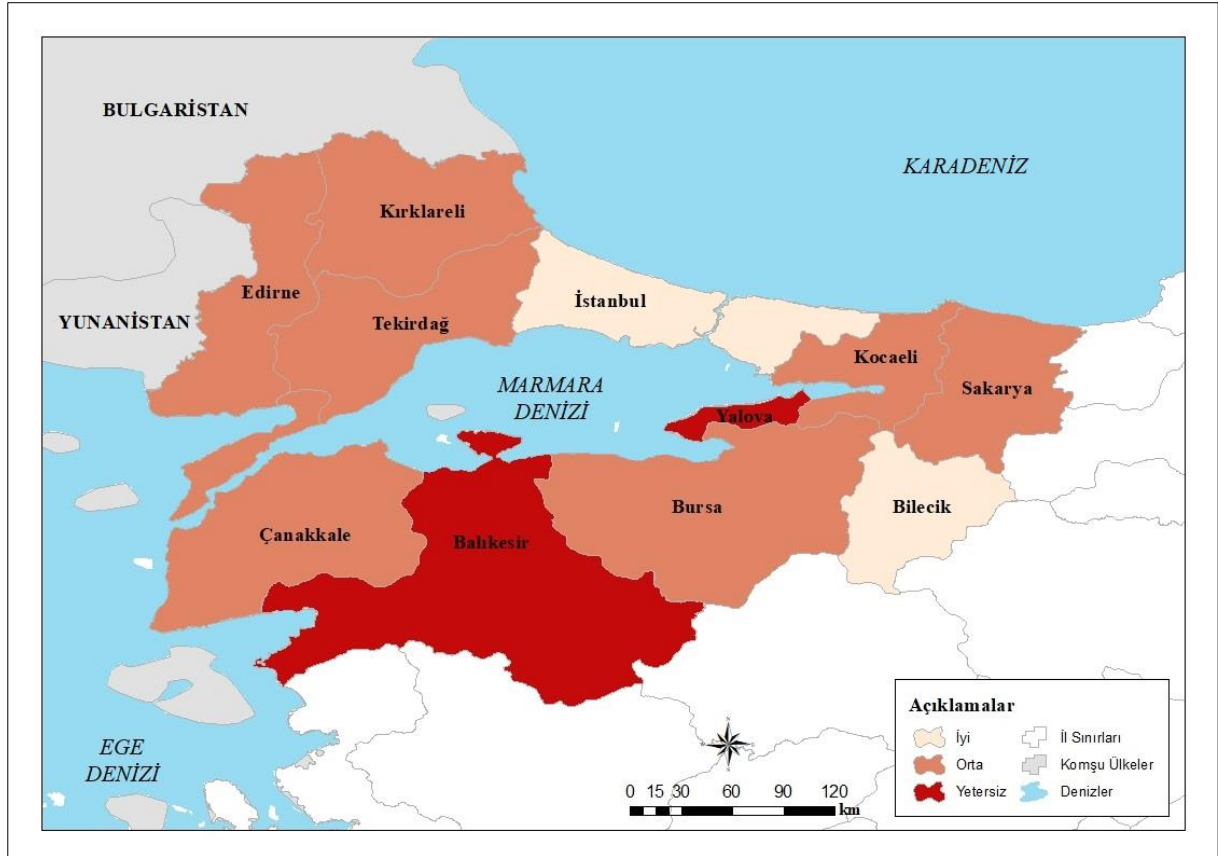 BULGARİSTAN
KARADENİZ
Kırklareli
Edirne
İstanbul
YUNANİSTAN
Tekirdağ
Kocaeli
MARMARA
DENİZİ
Sakarya
Yalova
Bursa
Bilecik
Çanakkale
Balıkesir
EGE
DENİZİ
0 15 30 60 90 120
km
Açıklamalar
İyi
İl Sınırları
Orta
Komşu Ülkeler
Yetersiz
Denizler